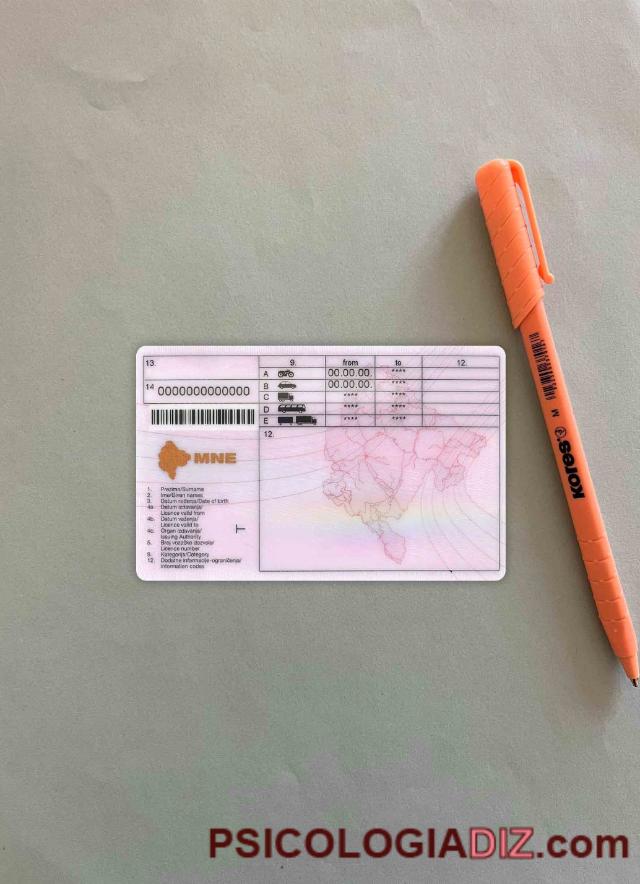 13.
9. from to 12.
14 0000000000000
A 00.00.00. ****
B 00.00.00. ****
C **** ****
D **** ****
E **** ****
12.
MNE
1. Prezime/Surname
2. Ime/Given names
3. Datum rođenja/Date of birth
4a. Datum izdavanja/
Licence valid from
4b. Datum važenja/
Licence valid to
4c. Organ izdavanja/
Issuing Authority
5. Broj vozačke dozvole/
Licence number
9. Kategorija/Category
12. Dodatne informacije-ograničenja/
Information codes
T
M
Kores
PSICOLOGIADIZ.com